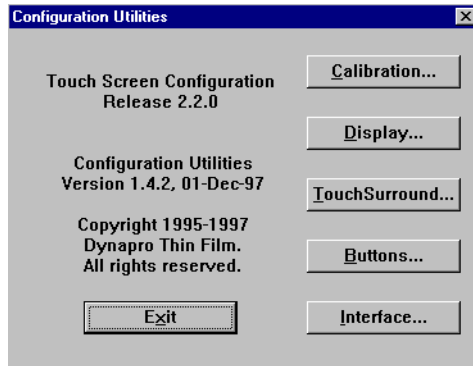 Configuration Utilities
Touch Screen Configuration
Release 2.2.0
Configuration Utilities
Version 1.4.2, 01-Dec-97
Copyright 1995-1997
Dynapro Thin Film.
All rights reserved.
Exit
Calibration...
Display...
TouchSurround...
Buttons...
Interface...